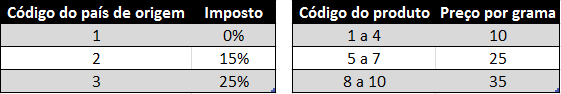 Código do país de origem Imposto
1 0%
2 15%
3 25%
Código do produto Preço por grama
1 a 4 10
5 a 7 25
8 a 10 35